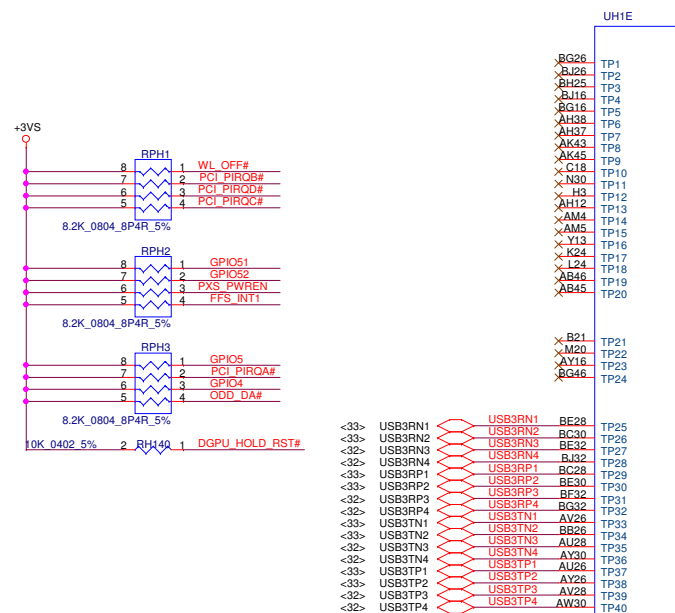 UH1E
BG26 TP1
BJ26 TP2
BH25 TP3
BJ16 TP4
BG16 TP5
AH38 TP6
AH37 TP7
AK43 TP8
AK45 TP9
C18 TP10
N30 TP11
H3 TP12
AH12 TP13
AM4 TP14
AM5 TP15
Y13 TP16
K24 TP17
L24 TP18
AB46 TP19
AB45 TP20
B21 TP21
M20 TP22
AY16 TP23
BG46 TP24
+3VS
RPH1
8 1 WL_OFF#
7 2 PCI_PIRQB#
6 3 PCI_PIRQD#
5 4 PCI_PIRQC#
8.2K_0804_8P4R_5%
RPH2
8 1 GPIO51
7 2 GPIO52
6 3 PXS_PWREN
5 4 FFS_INT1
8.2K_0804_8P4R_5%
RPH3
8 1 GPIO5
7 2 PCI_PIRQA#
6 3 GPIO4
5 4 ODD_DA#
8.2K_0804_8P4R_5%
10K_0402_5% 2 RH140 1 DGPU_HOLD_RST#
<33> USB3RN1 USB3RN1 BE28 TP25
<33> USB3RN2 USB3RN2 BC30 TP26
<32> USB3RN3 USB3RN3 BE32 TP27
<32> USB3RN4 USB3RN4 BJ32 TP28
<33> USB3RP1 USB3RP1 BC28 TP29
<33> USB3RP2 USB3RP2 BE30 TP30
<32> USB3RP3 USB3RP3 BF32 TP31
<32> USB3RP4 USB3RP4 BG32 TP32
<33> USB3TN1 USB3TN1 AV26 TP33
<33> USB3TN2 USB3TN2 BB26 TP34
<32> USB3TN3 USB3TN3 AU28 TP35
<32> USB3TN4 USB3TN4 AY30 TP36
<33> USB3TP1 USB3TP1 AU26 TP37
<33> USB3TP2 USB3TP2 AY26 TP38
<32> USB3TP3 USB3TP3 AV28 TP39
<32> USB3TP4 USB3TP4 AW30 TP40